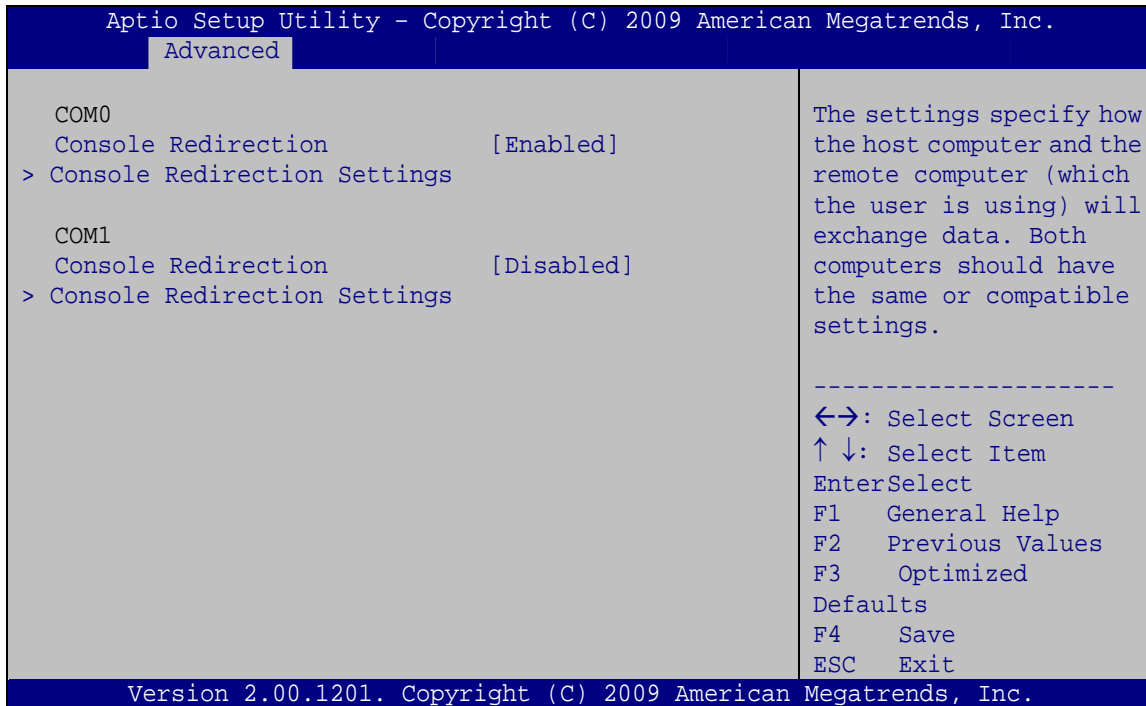 Aptio Setup Utility – Copyright (C) 2009 American Megatrends, Inc.
Advanced
COM0
Console Redirection [Enabled]
> Console Redirection Settings
COM1
Console Redirection [Disabled]
> Console Redirection Settings
The settings specify how
the host computer and the
remote computer (which
the user is using) will
exchange data. Both
computers should have
the same or compatible
settings.
---------------------
←→: Select Screen
↑ ↓: Select Item
EnterSelect
F1 General Help
F2 Previous Values
F3 Optimized
Defaults
F4 Save
ESC Exit
Version 2.00.1201. Copyright (C) 2009 American Megatrends, Inc.